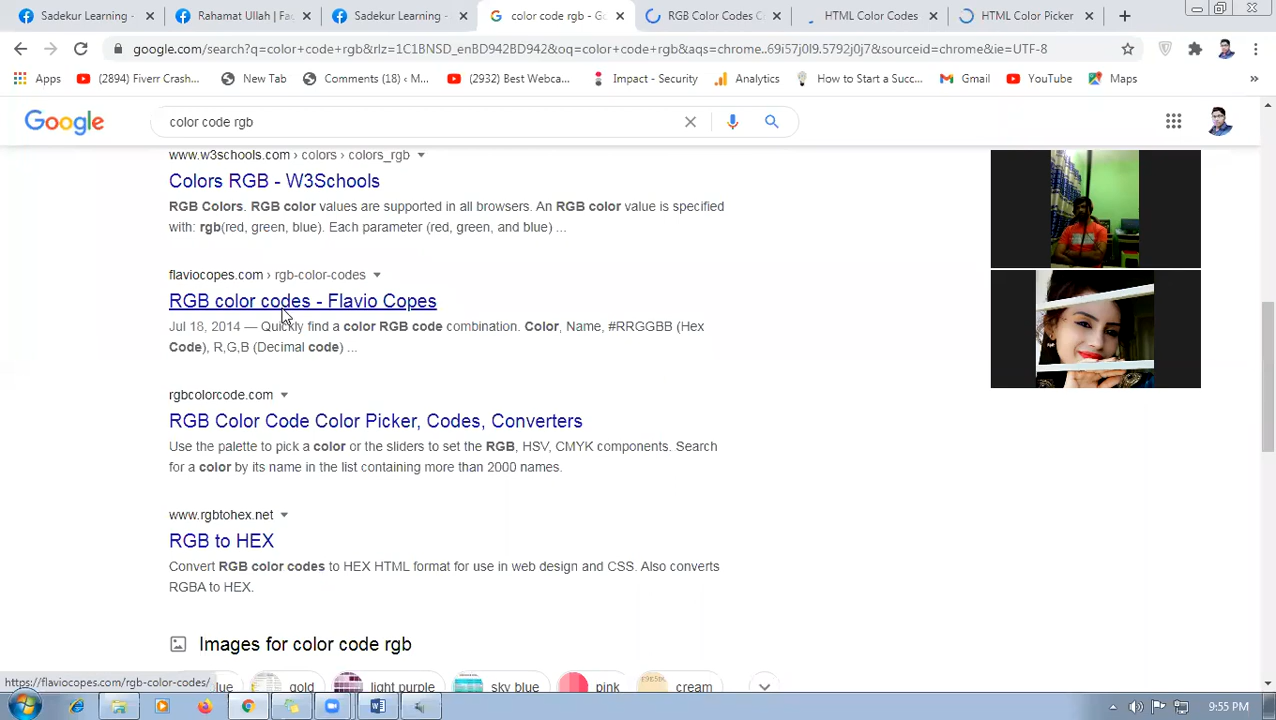 Sadekur Learning -
Rahamat Ullah | Fac
Sadekur Learning -
color code rgb - Go
RGB Color Codes C
HTML Color Codes
HTML Color Picker
google.com/search?q=color+code+rgb&rlz=1C1BNSD_enBD942BD942&oq=color+code+rgb&aqs=chrome..69i57j0l9.5792j0j7&sourceid=chrome&ie=UTF-8
Apps
(2894) Fiverr Crash...
New Tab
Comments (18) ‹ M...
(2932) Best Webca...
Impact - Security
Analytics
How to Start a Succ...
Gmail
YouTube
Maps
»
Google
color code rgb
www.w3schools.com › colors › colors_rgb
Colors RGB - W3Schools
RGB Colors. RGB color values are supported in all browsers. An RGB color value is specified
with: rgb(red, green, blue). Each parameter (red, green, and blue) ...
flaviocopes.com › rgb-color-codes
RGB color codes - Flavio Copes
Jul 18, 2014 — Quickly find a color RGB code combination. Color, Name, #RRGGBB (Hex
Code), R,G,B (Decimal code) ...
rgbcolorcode.com
RGB Color Code Color Picker, Codes, Converters
Use the palette to pick a color or the sliders to set the RGB, HSV, CMYK components. Search
for a color by its name in the list containing more than 2000 names.
www.rgbtohex.net
RGB to HEX
Convert RGB color codes to HEX HTML format for use in web design and CSS. Also converts
RGBA to HEX.
Images for color code rgb
lue
gold
light purple
sky blue
pink
cream
https://flaviocopes.com/rgb-color-codes/
9:55 PM